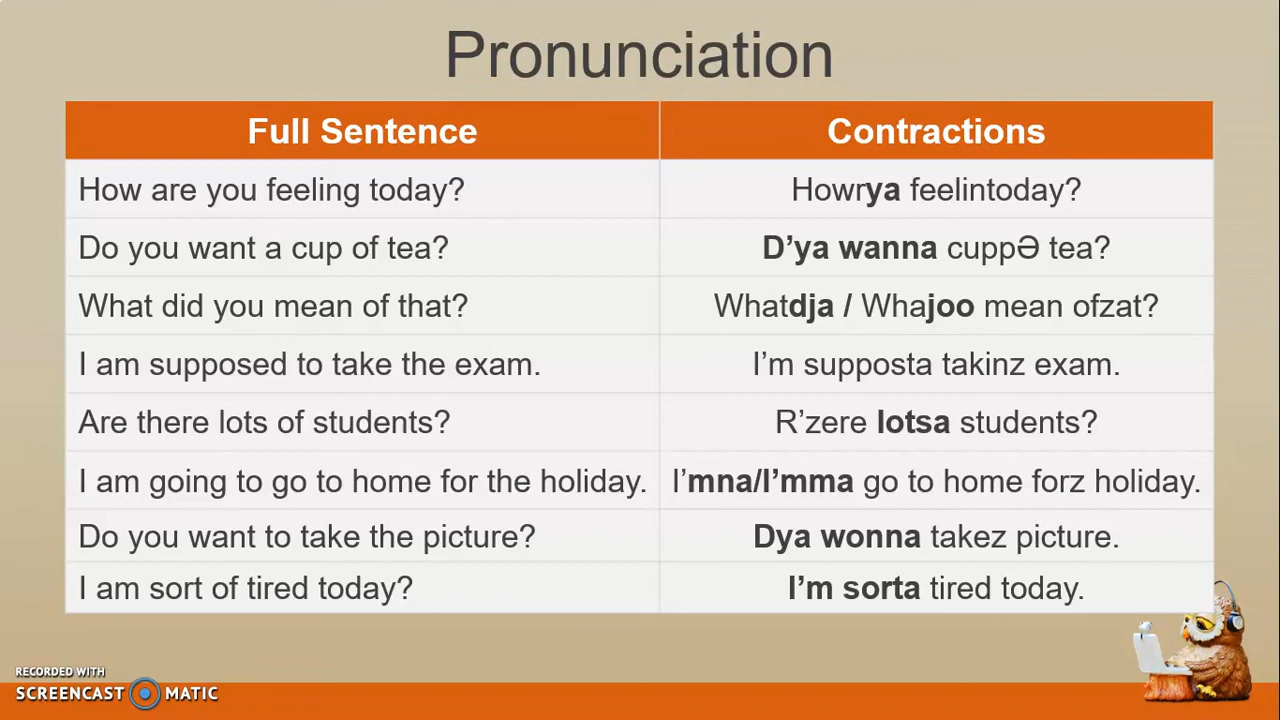 Pronunciation
Full Sentence Contractions
How are you feeling today? Howrya feelintoday?
Do you want a cup of tea? D’ya wanna cuppƏ tea?
What did you mean of that? Whatdja / Whajoo mean ofzat?
I am supposed to take the exam. I’m supposta takinz exam.
Are there lots of students? R’zere lotsa students?
I am going to go to home for the holiday. I’mna/I’mma go to home forz holiday.
Do you want to take the picture? Dya wonna takez picture.
I am sort of tired today? I’m sorta tired today.
RECORDED WITH
SCREENCAST MATIC